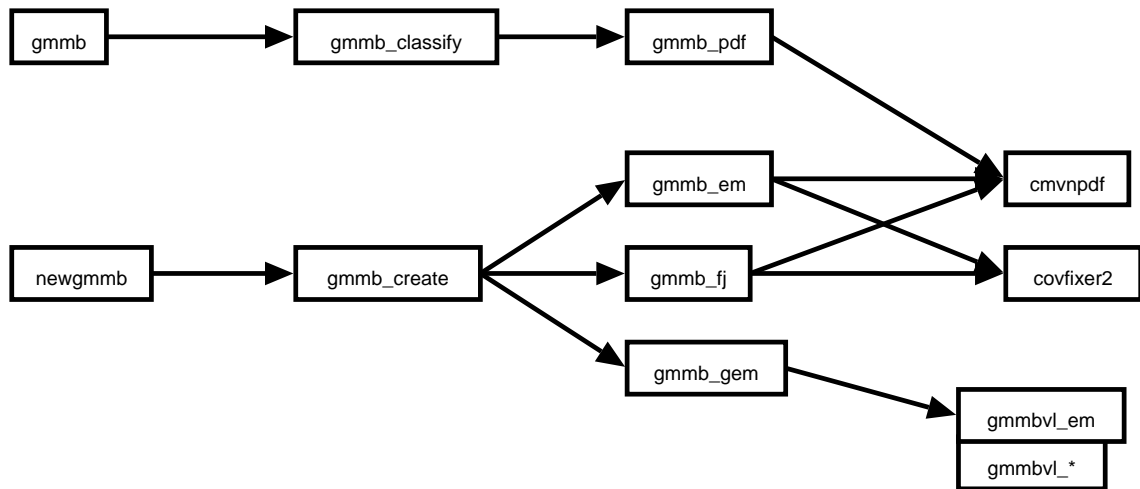 gmmb
gmmb_classify
gmmb_pdf
gmmb_em
cmvnpdf
newgmmb
gmmb_create
gmmb_fj
covfixer2
gmmb_gem
gmmbvl_em
gmmbvl_*